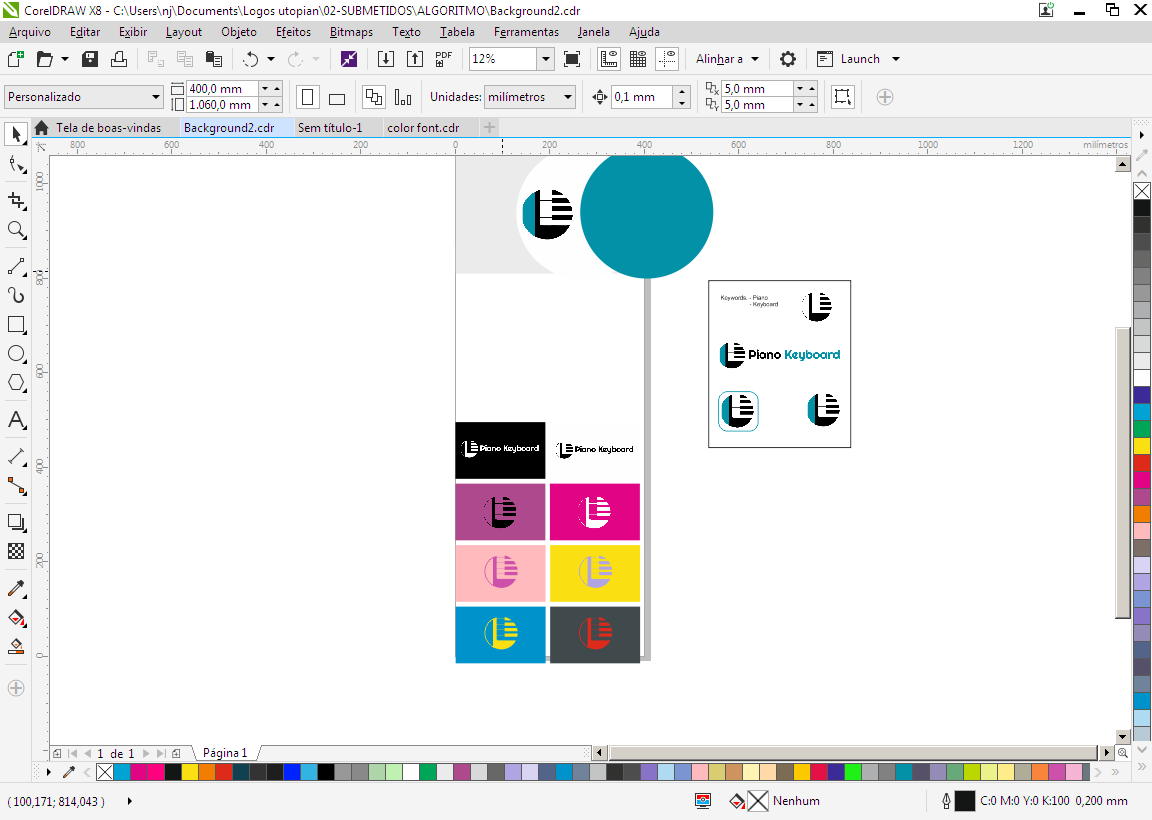 CorelDRAW X8 - C:\Users\nj\Documents\Logos utopian\02-SUBMETIDOS\ALGORITMO\Background2.cdr
Arquivo Editar Exibir Layout Objeto Efeitos Bitmaps Texto Tabela Ferramentas Janela Ajuda
PDF 12% Alinhar a Launch
Personalizado 400,0 mm 1.060,0 mm Unidades: milímetros 0,1 mm 5,0 mm 5,0 mm
Tela de boas-vindas Background2.cdr Sem título-1 color font.cdr
800 600 400 200 0 200 400 600 800 1000 1200 milímetros
1000
800
600
400
200
0
Keywords. - Piano
- Keyboard
Piano Keyboard
Piano Keyboard Piano Keyboard
1 de 1 Página 1
( 100,171; 814,043 ) Nenhum C:0 M:0 Y:0 K:100 0,200 mm